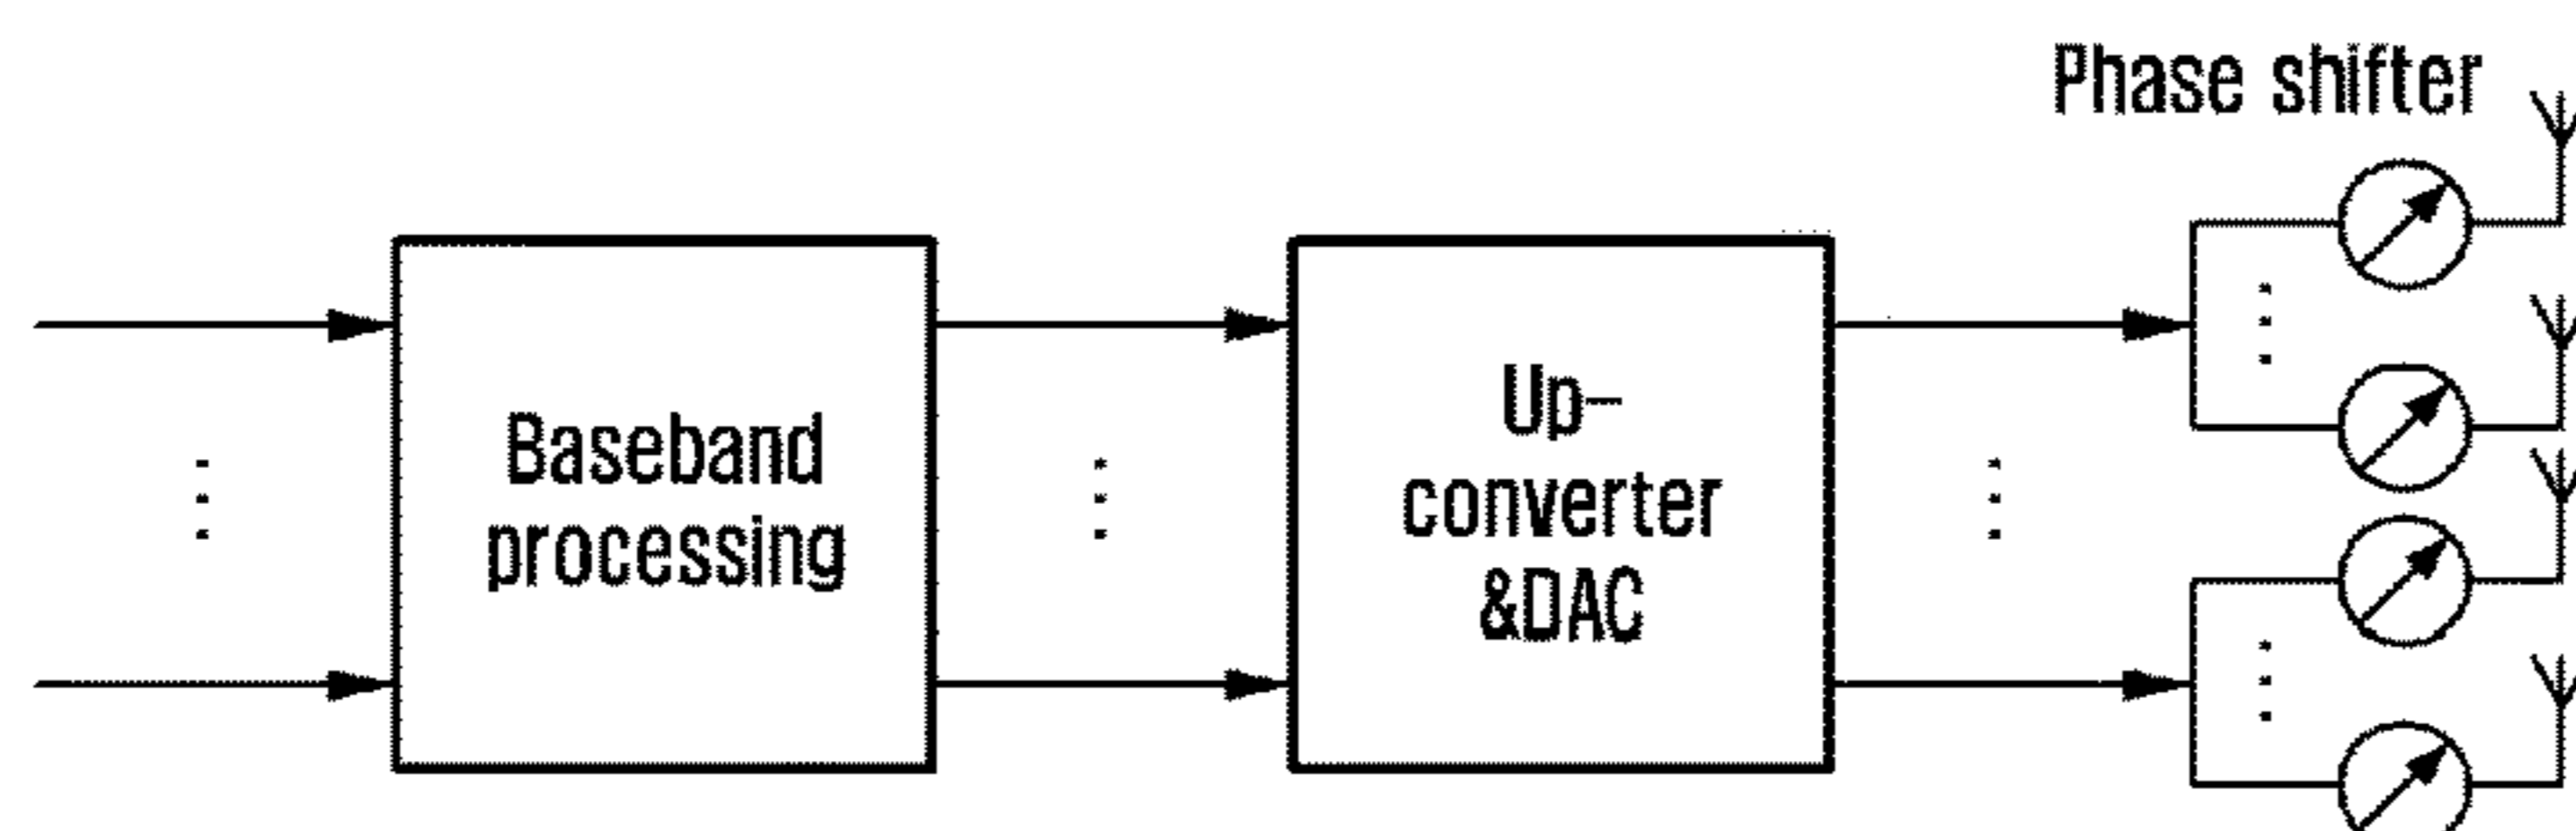 Phase shifter
Baseband
processing
Up-
converter
&DAC